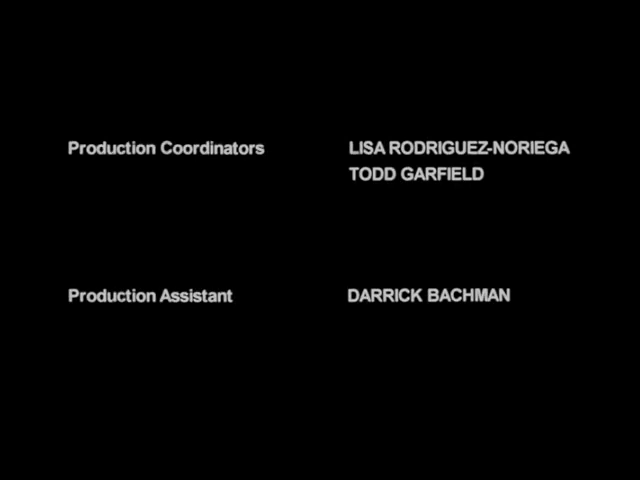 Production Coordinators LISA RODRIGUEZ-NORIEGA
TODD GARFIELD
Production Assistant DARRICK BACHMAN